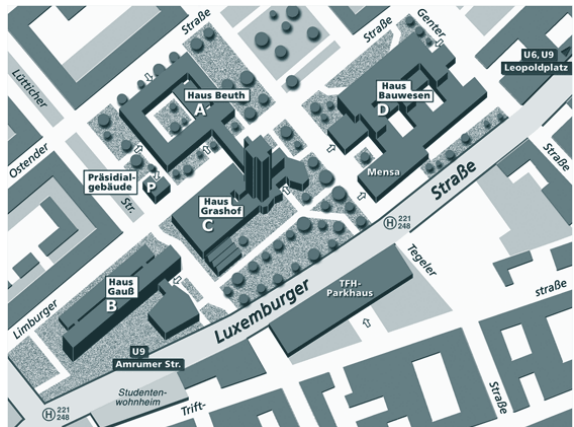 Straße
Straße
Genter
U6, U9
Leopoldplatz
Lütticher
Haus Beuth
A
Haus
Bauwesen
D
Ostender
Straße
Präsidial-
gebäude
P
Mensa
Straße
Str.
Haus
Grashof
C
221
H
248
Tegeler
Haus
Gauß
B
TFH-
Parkhaus
Limburger
Luxemburger
straße
U9
Amrumer Str.
Studenten-
wohnheim
Straße
H
221
248
Trift-